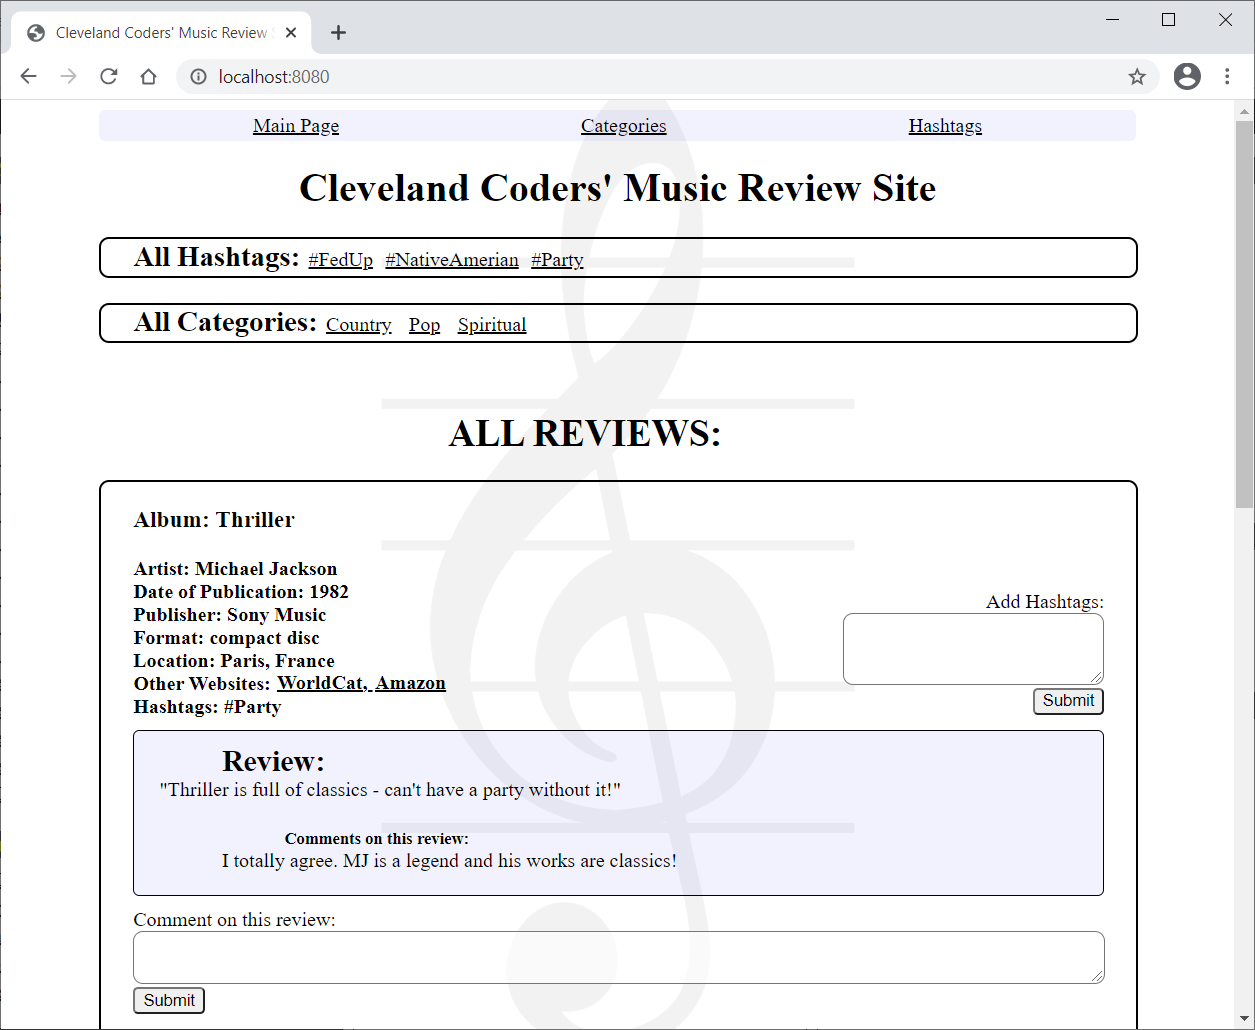 Cleveland Coders' Music Review
localhost:8080
Main Page Categories Hashtags
Cleveland Coders' Music Review Site
All Hashtags: #FedUp #NativeAmerian #Party
All Categories: Country Pop Spiritual
ALL REVIEWS:
Album: Thriller
Artist: Michael Jackson
Date of Publication: 1982
Publisher: Sony Music
Format: compact disc
Location: Paris, France
Other Websites: WorldCat, Amazon
Hashtags: #Party
Add Hashtags:
Submit
Review:
"Thriller is full of classics - can't have a party without it!"
Comments on this review:
I totally agree. MJ is a legend and his works are classics!
Comment on this review:
Submit